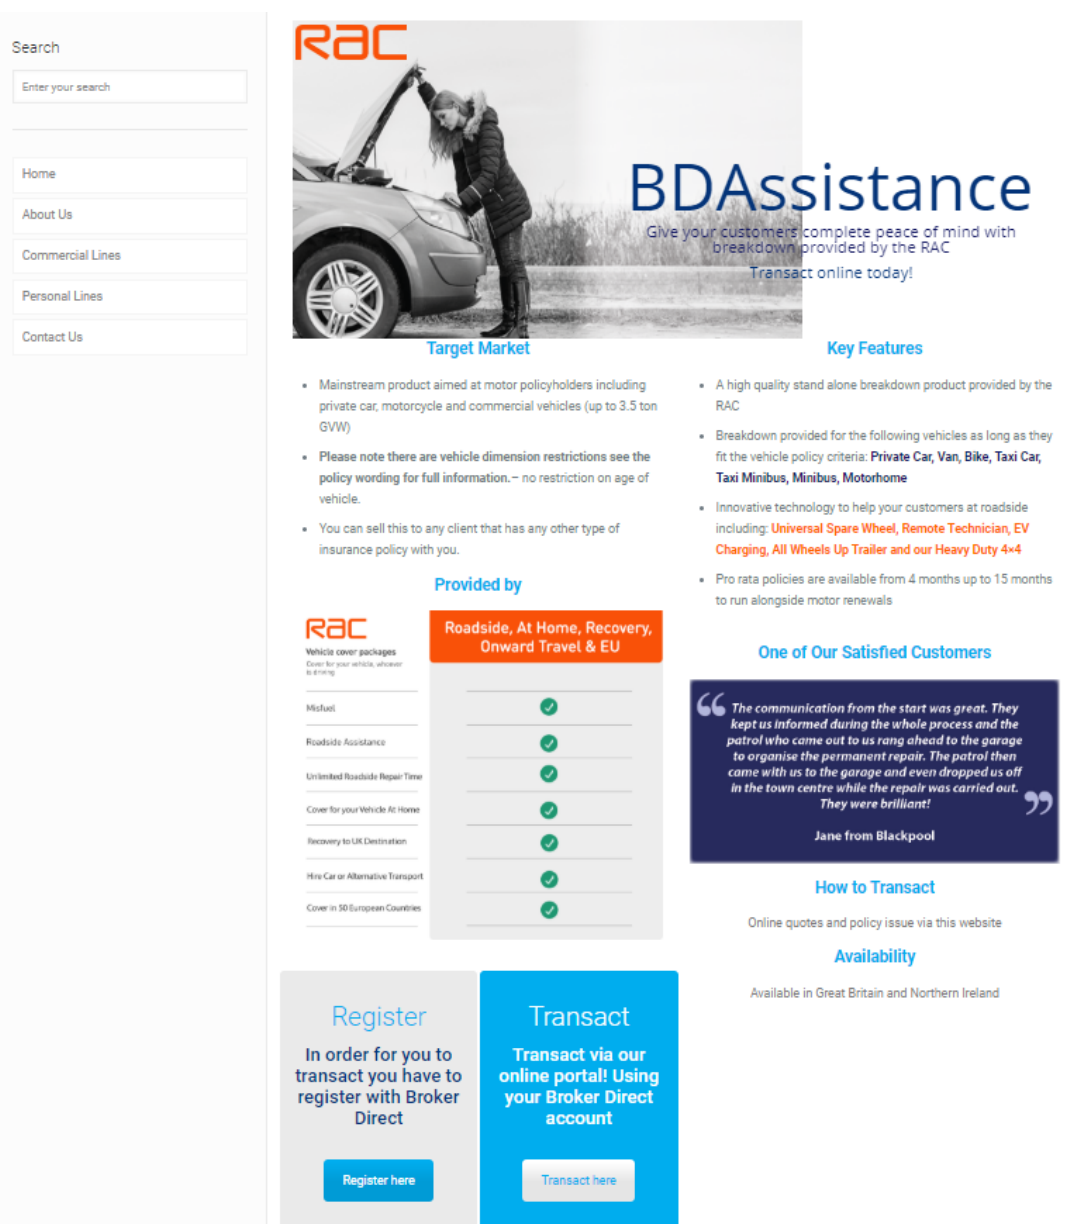 Search
Enter your search
Home
About Us
Commercial Lines
Personal Lines
Contact Us
RAC
BDAssistance
Give your customers complete peace of mind with
breakdown provided by the RAC
Transact online today!
Target Market
Mainstream product aimed at motor policyholders including
private car, motorcycle and commercial vehicles (up to 3.5 ton
GVW)
Please note there are vehicle dimension restrictions see the
policy wording for full information.– no restriction on age of
vehicle.
You can sell this to any client that has any other type of
insurance policy with you.
Provided by
RAC
Vehicle cover packages
Cover for your vehicle, whoever
is driving
Roadside, At Home, Recovery,
Onward Travel & EU
Misfuel
Roadside Assistance
Unlimited Roadside Repair Time
Cover for your Vehicle At Home
Recovery to UK Destination
Hire Car or Alternative Transport
Cover in 50 European Countries
Key Features
A high quality stand alone breakdown product provided by the
RAC
Breakdown provided for the following vehicles as long as they
fit the vehicle policy criteria: Private Car, Van, Bike, Taxi Car,
Taxi Minibus, Minibus, Motorhome
Innovative technology to help your customers at roadside
including: Universal Spare Wheel, Remote Technician, EV
Charging, All Wheels Up Trailer and our Heavy Duty 4×4
Pro rata policies are available from 4 months up to 15 months
to run alongside motor renewals
One of Our Satisfied Customers
“ The communication from the start was great. They
kept us informed during the whole process and the
patrol who came out to us rang ahead to the garage
to organise the permanent repair. The patrol then
came with us to the garage and even dropped us off
in the town centre while the repair was carried out.
They were brilliant! ”
Jane from Blackpool
How to Transact
Online quotes and policy issue via this website
Availability
Available in Great Britain and Northern Ireland
Register
In order for you to
transact you have to
register with Broker
Direct
Register here
Transact
Transact via our
online portal! Using
your Broker Direct
account
Transact here